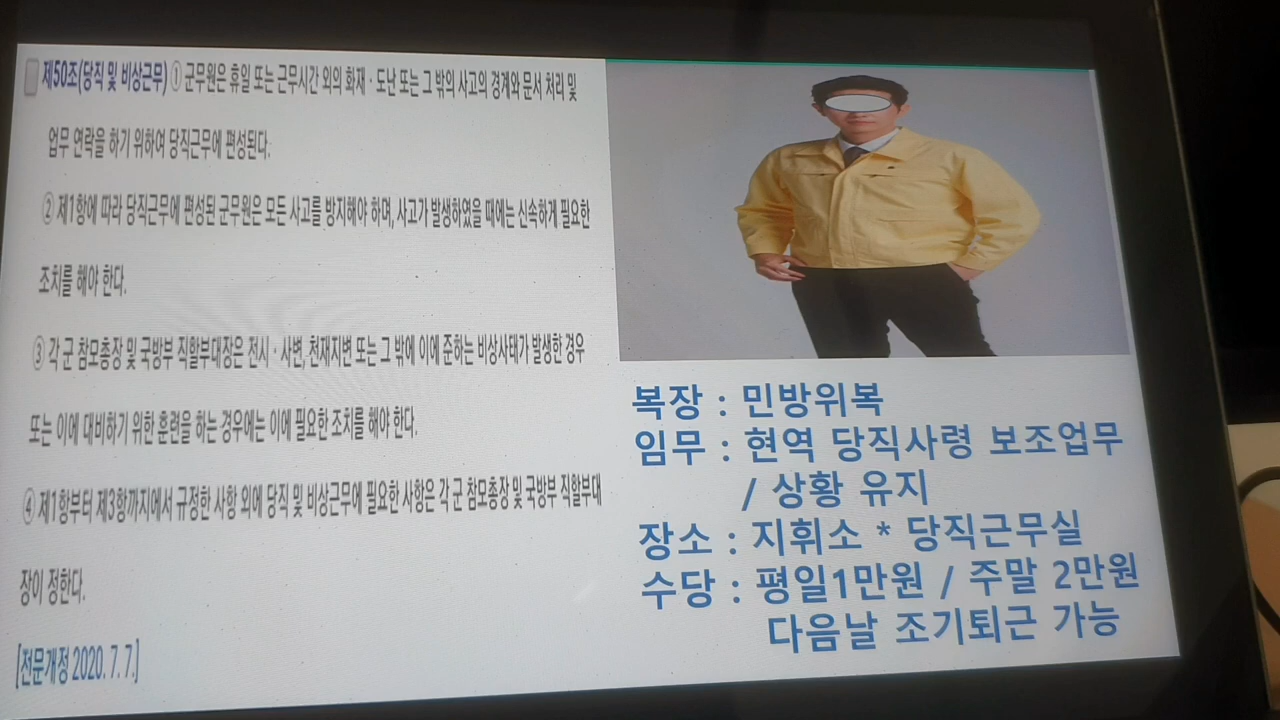 제50조(당직 및 비상근무) ① 군무원은 휴일 또는 근무시간 외의 화재ㆍ도난 또는 그 밖의 사고의 경계와 문서 처리 및
업무 연락을 하기 위하여 당직근무에 편성된다.
② 제1항에 따라 당직근무에 편성된 군무원은 모든 사고를 방지해야 하며, 사고가 발생하였을 때에는 신속하게 필요한
조치를 해야 한다.
③ 각 군 참모총장 및 국방부 직할부대장은 전시ㆍ사변, 천재지변 또는 그 밖에 이에 준하는 비상사태가 발생한 경우
또는 이에 대비하기 위한 훈련을 하는 경우에는 이에 필요한 조치를 해야 한다.
④ 제1항부터 제3항까지에서 규정한 사항 외에 당직 및 비상근무에 필요한 사항은 각 군 참모총장 및 국방부 직할부대
장이 정한다.
[전문개정 2020. 7. 7.]
복장 : 민방위복
임무 : 현역 당직사령 보조업무
/ 상황 유지
장소 : 지휘소 * 당직근무실
수당 : 평일1만원 / 주말 2만원
다음날 조기퇴근 가능